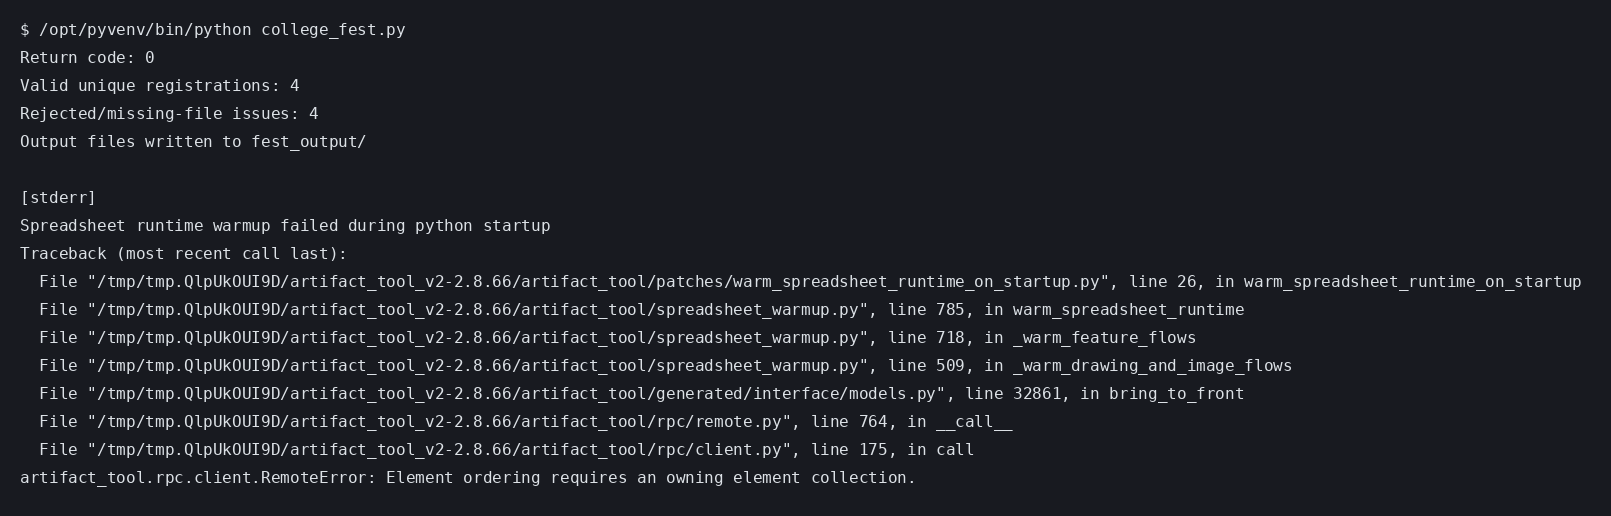 $ /opt/pyvenv/bin/python college_fest.py
Return code: 0
Valid unique registrations: 4
Rejected/missing-file issues: 4
Output files written to fest_output/

[stderr]
Spreadsheet runtime warmup failed during python startup
Traceback (most recent call last):
  File "/tmp/tmp.QlpUkOUI9D/artifact_tool_v2-2.8.66/artifact_tool/patches/warm_spreadsheet_runtime_on_startup.py", line 26, in warm_spreadsheet_runtime_on_startup
  File "/tmp/tmp.QlpUkOUI9D/artifact_tool_v2-2.8.66/artifact_tool/spreadsheet_warmup.py", line 785, in warm_spreadsheet_runtime
  File "/tmp/tmp.QlpUkOUI9D/artifact_tool_v2-2.8.66/artifact_tool/spreadsheet_warmup.py", line 718, in _warm_feature_flows
  File "/tmp/tmp.QlpUkOUI9D/artifact_tool_v2-2.8.66/artifact_tool/spreadsheet_warmup.py", line 509, in _warm_drawing_and_image_flows
  File "/tmp/tmp.QlpUkOUI9D/artifact_tool_v2-2.8.66/artifact_tool/generated/interface/models.py", line 32861, in bring_to_front
  File "/tmp/tmp.QlpUkOUI9D/artifact_tool_v2-2.8.66/artifact_tool/rpc/remote.py", line 764, in __call__
  File "/tmp/tmp.QlpUkOUI9D/artifact_tool_v2-2.8.66/artifact_tool/rpc/client.py", line 175, in call
artifact_tool.rpc.client.RemoteError: Element ordering requires an owning element collection.